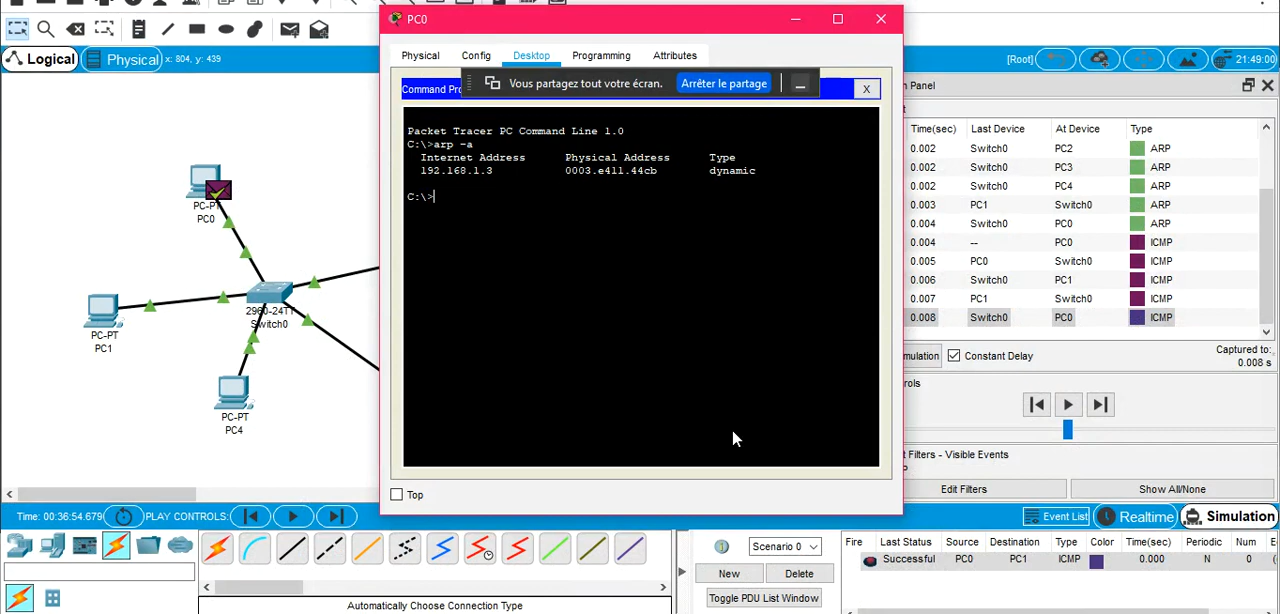 PC0
Physical Config Desktop Programming Attributes
Logical Physical x: 804, y: 439
[Root] 21:49:00
Vous partagez tout votre écran. Arrêter le partage
Command Pro X
n Panel
Packet Tracer PC Command Line 1.0
C:\>arp -a
Internet Address Physical Address Type
192.168.1.3 0003.e411.44cb dynamic
C:\>
Time(sec) Last Device At Device Type
0.002 Switch0 PC2 ARP
0.002 Switch0 PC3 ARP
0.002 Switch0 PC4 ARP
0.003 PC1 Switch0 ARP
0.004 Switch0 PC0 ARP
0.004 -- PC0 ICMP
0.005 PC0 Switch0 ICMP
0.006 Switch0 PC1 ICMP
0.007 PC1 Switch0 ICMP
0.008 Switch0 PC0 ICMP
PC-PT
PC0
2960-24TT
Switch0
PC-PT
PC1
PC-PT
PC4
mulation Constant Delay Captured to:
0.008 s
rols
t Filters - Visible Events
Edit Filters Show All/None
Top
Time: 00:36:54.679 PLAY CONTROLS:
Event List Realtime Simulation
Scenario 0
New Delete
Toggle PDU List Window
Fire Last Status Source Destination Type Color Time(sec) Periodic Num E
Successful PC0 PC1 ICMP 0.000 N 0 (
Automatically Choose Connection Type